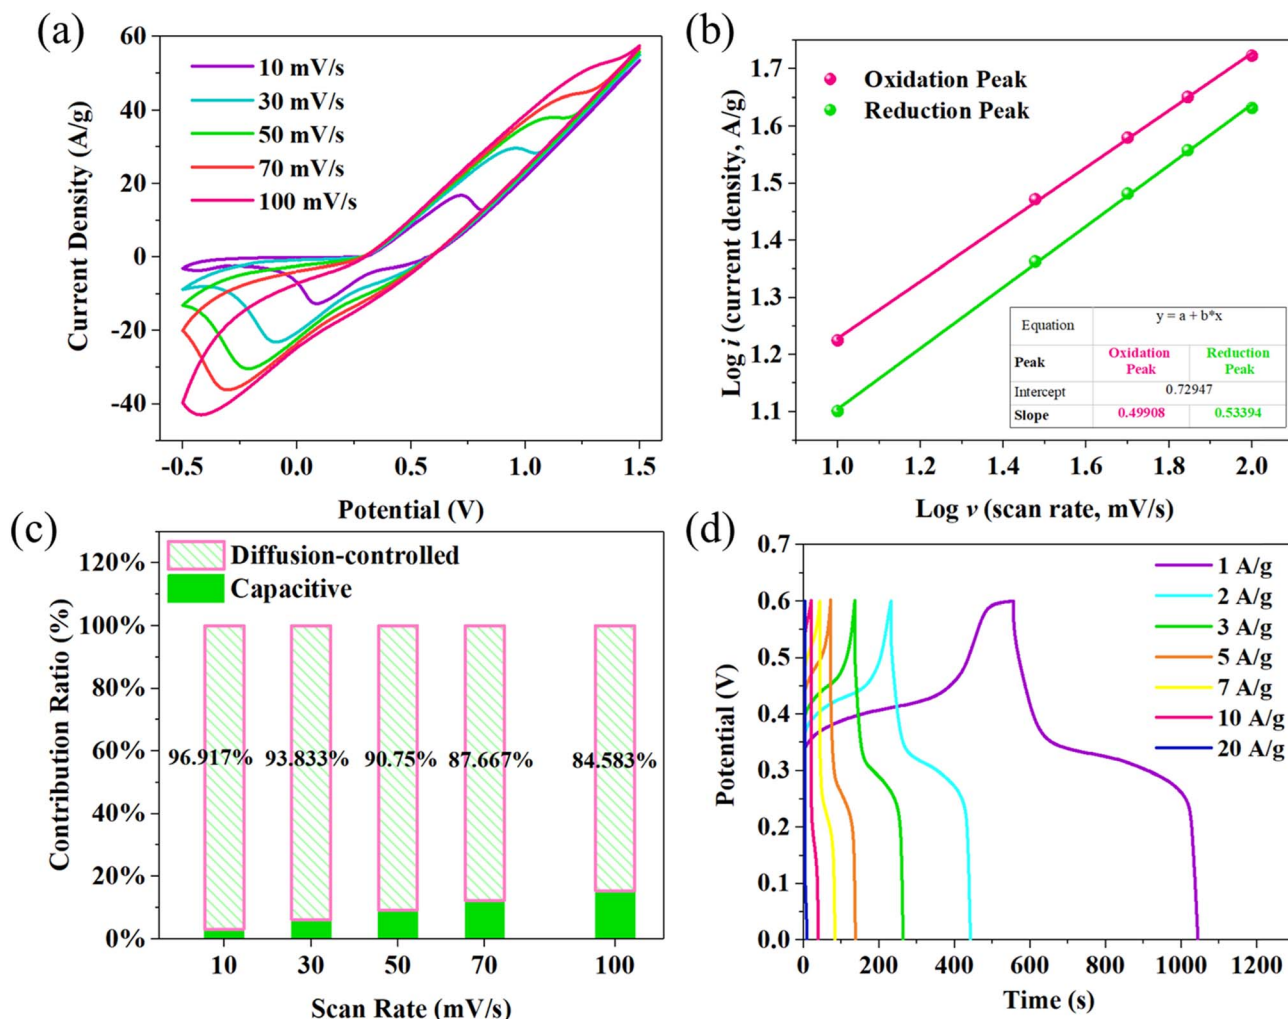 (a)
60
40
20
0
-20
-40
Current Density (A/g)
10 mV/s
30 mV/s
50 mV/s
70 mV/s
100 mV/s
-0.5 0.0 0.5 1.0 1.5
Potential (V)
(b)
1.7
1.6
1.5
1.4
1.3
1.2
1.1
Log i (current density, A/g)
Oxidation Peak
Reduction Peak
Equation y = a + b*x
Peak Oxidation Peak Reduction Peak
Intercept 0.72947
Slope 0.49908 0.53394
1.0 1.2 1.4 1.6 1.8 2.0
Log v (scan rate, mV/s)
(c)
120%
100%
80%
60%
40%
20%
0%
Contribution Ratio (%)
Diffusion-controlled
Capacitive
96.917% 93.833% 90.75% 87.667% 84.583%
10 30 50 70 100
Scan Rate (mV/s)
(d)
0.7
0.6
0.5
0.4
0.3
0.2
0.1
0.0
Potential (V)
1 A/g
2 A/g
3 A/g
5 A/g
7 A/g
10 A/g
20 A/g
0 200 400 600 800 1000 1200
Time (s)